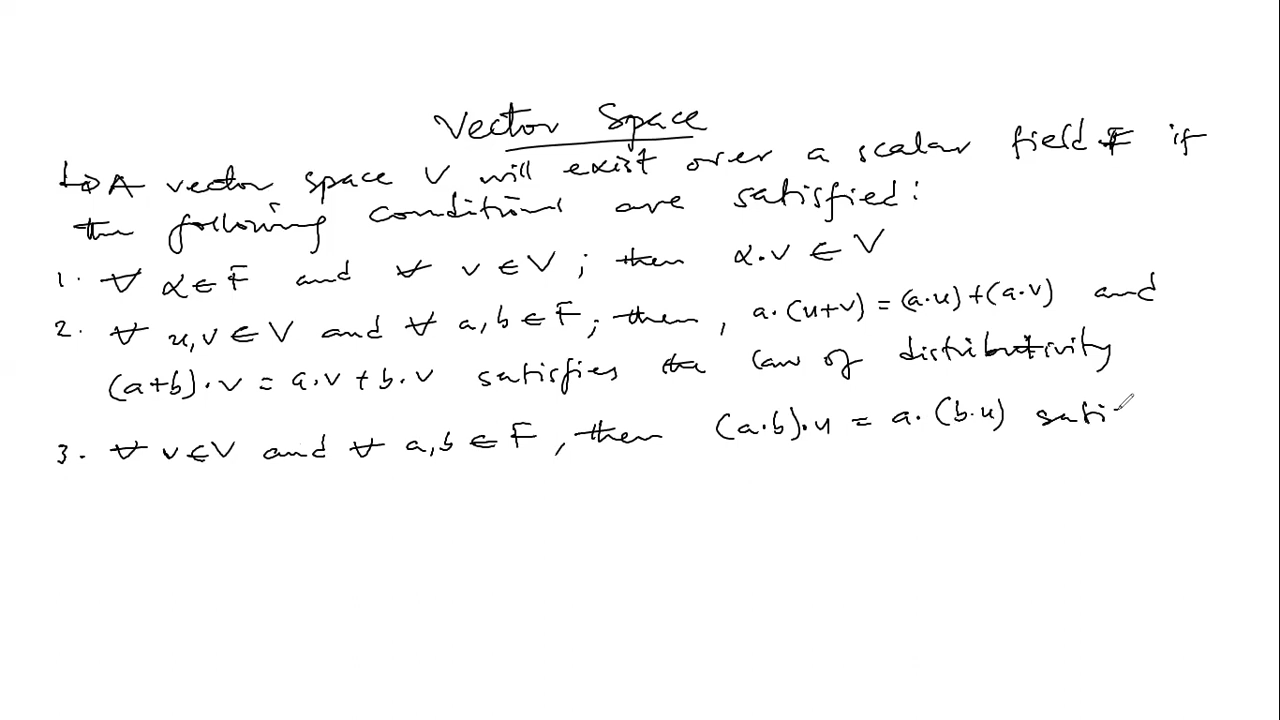 Vector Space
↳ A vector space V will exist over a scalar field F if
the following conditions are satisfied:
1. ∀ α ∈ F and ∀ v ∈ V ; then α.v ∈ V
2. ∀ u,v ∈ V and ∀ a,b ∈ F ; then, a.(u+v) = (a.u)+(a.v) and
(a+b).v = a.v + b.v satisfies the law of distributivity
3. ∀ v ∈ V and ∀ a,b ∈ F, then (a.b).u = a.(b.u) sati